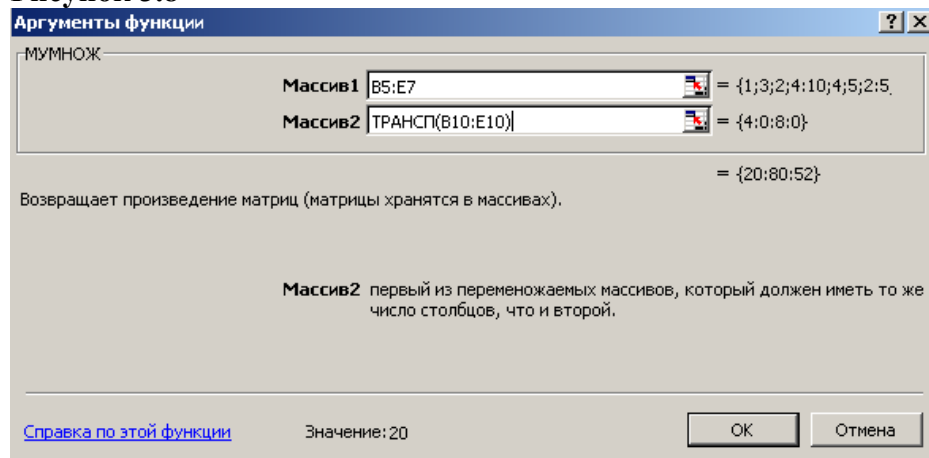 Аргументы функции
МУМНОЖ
Массив1 B5:E7 = {1;3;2;4:10;4;5;2:5
Массив2 ТРАНСП(B10:E10) = {4:0:8:0}
= {20:80:52}
Возвращает произведение матриц (матрицы хранятся в массивах).
Массив2 первый из переменожаемых массивов, который должен иметь то же
число столбцов, что и второй.
Справка по этой функции Значение:20 ОК Отмена